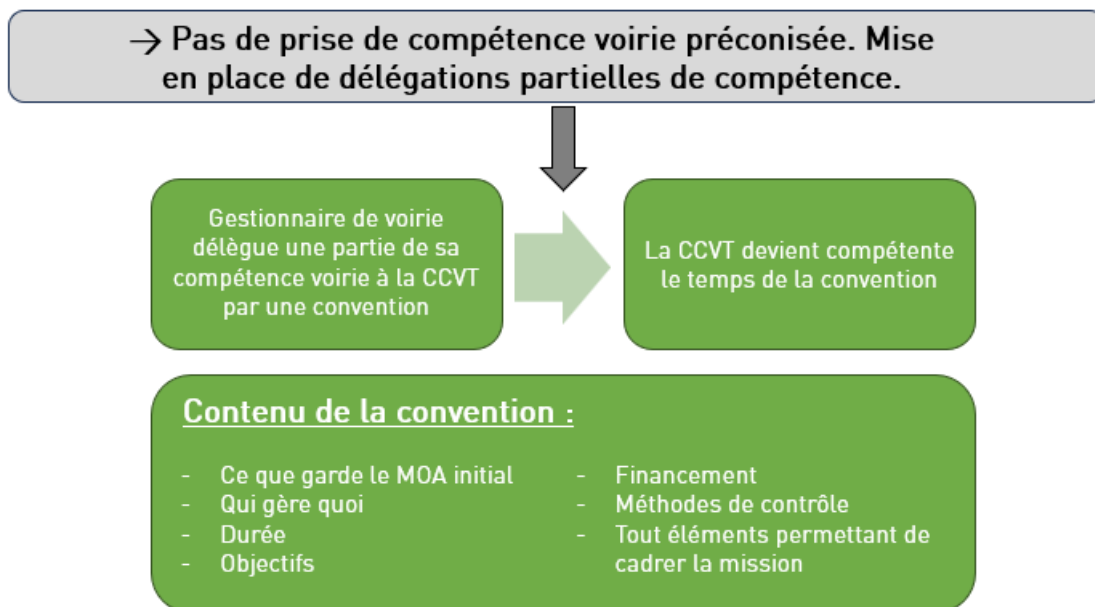 → Pas de prise de compétence voirie préconisée. Mise
en place de délégations partielles de compétence.
Gestionnaire de voirie
délègue une partie de sa
compétence voirie à la CCVT
par une convention
La CCVT devient compétente
le temps de la convention
Contenu de la convention :
- Ce que garde le MOA initial
- Qui gère quoi
- Durée
- Objectifs
- Financement
- Méthodes de contrôle
- Tout éléments permettant de
cadrer la mission